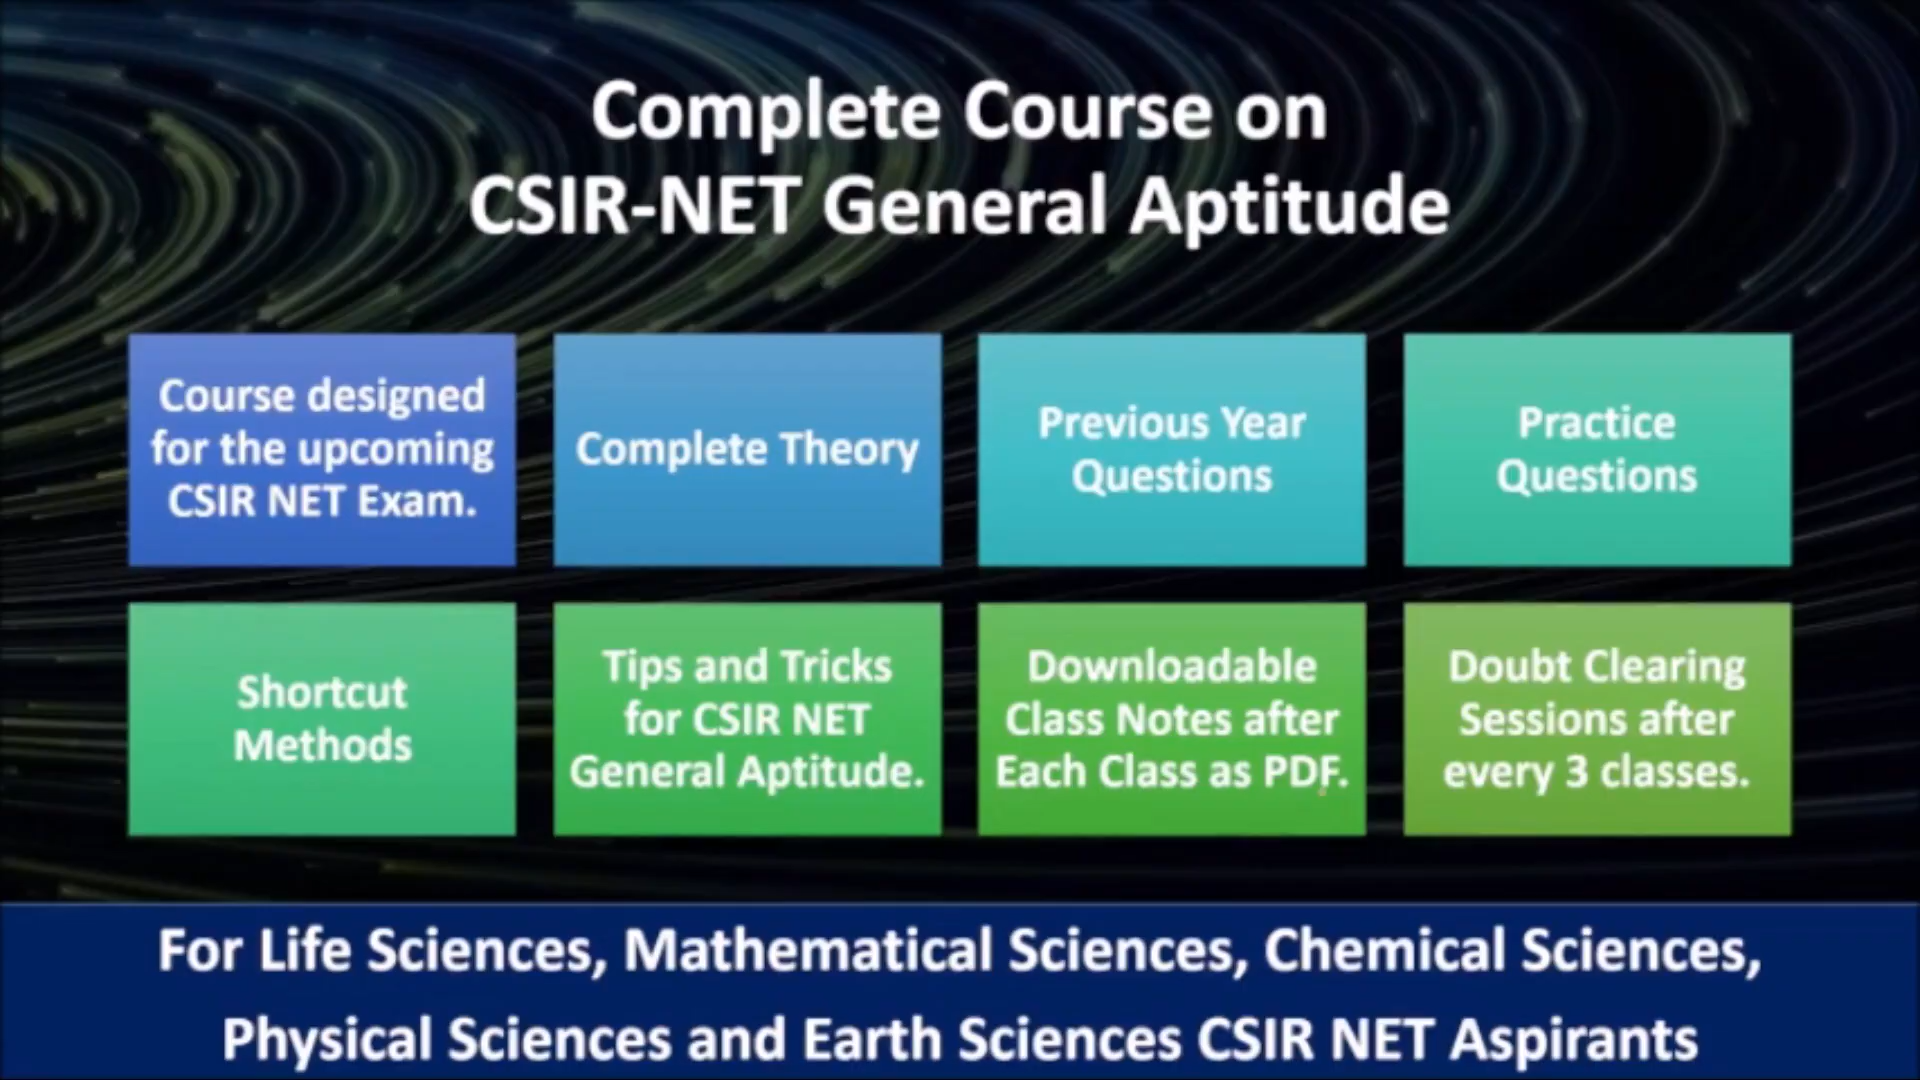 Complete Course on
CSIR-NET General Aptitude
Course designed
for the upcoming
CSIR NET Exam.
Complete Theory
Previous Year
Questions
Practice
Questions
Shortcut
Methods
Tips and Tricks
for CSIR NET
General Aptitude.
Downloadable
Class Notes after
Each Class as PDF.
Doubt Clearing
Sessions after
every 3 classes.
For Life Sciences, Mathematical Sciences, Chemical Sciences,
Physical Sciences and Earth Sciences CSIR NET Aspirants